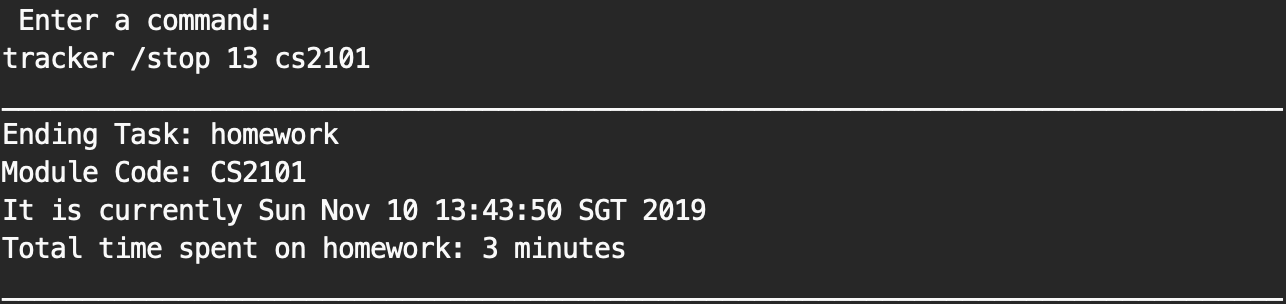 Enter a command:
tracker /stop 13 cs2101
Ending Task: homework
Module Code: CS2101
It is currently Sun Nov 10 13:43:50 SGT 2019
Total time spent on homework: 3 minutes